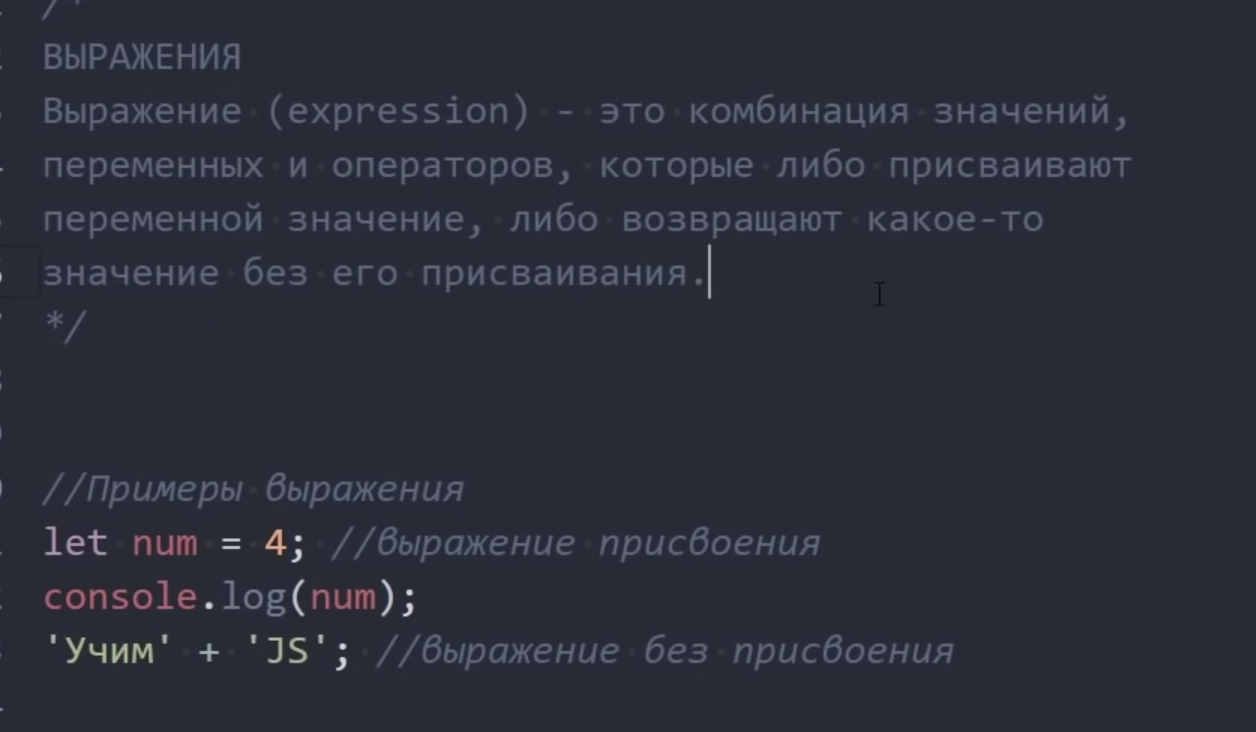 /*
ВЫРАЖЕНИЯ
Выражение (expression) - это комбинация значений,
переменных и операторов, которые либо присваивают
переменной значение, либо возвращают какое-то
значение без его присваивания.
*/
//Примеры выражения
let num = 4; //выражение присвоения
console.log(num);
'Учим' + 'JS'; //выражение без присвоения